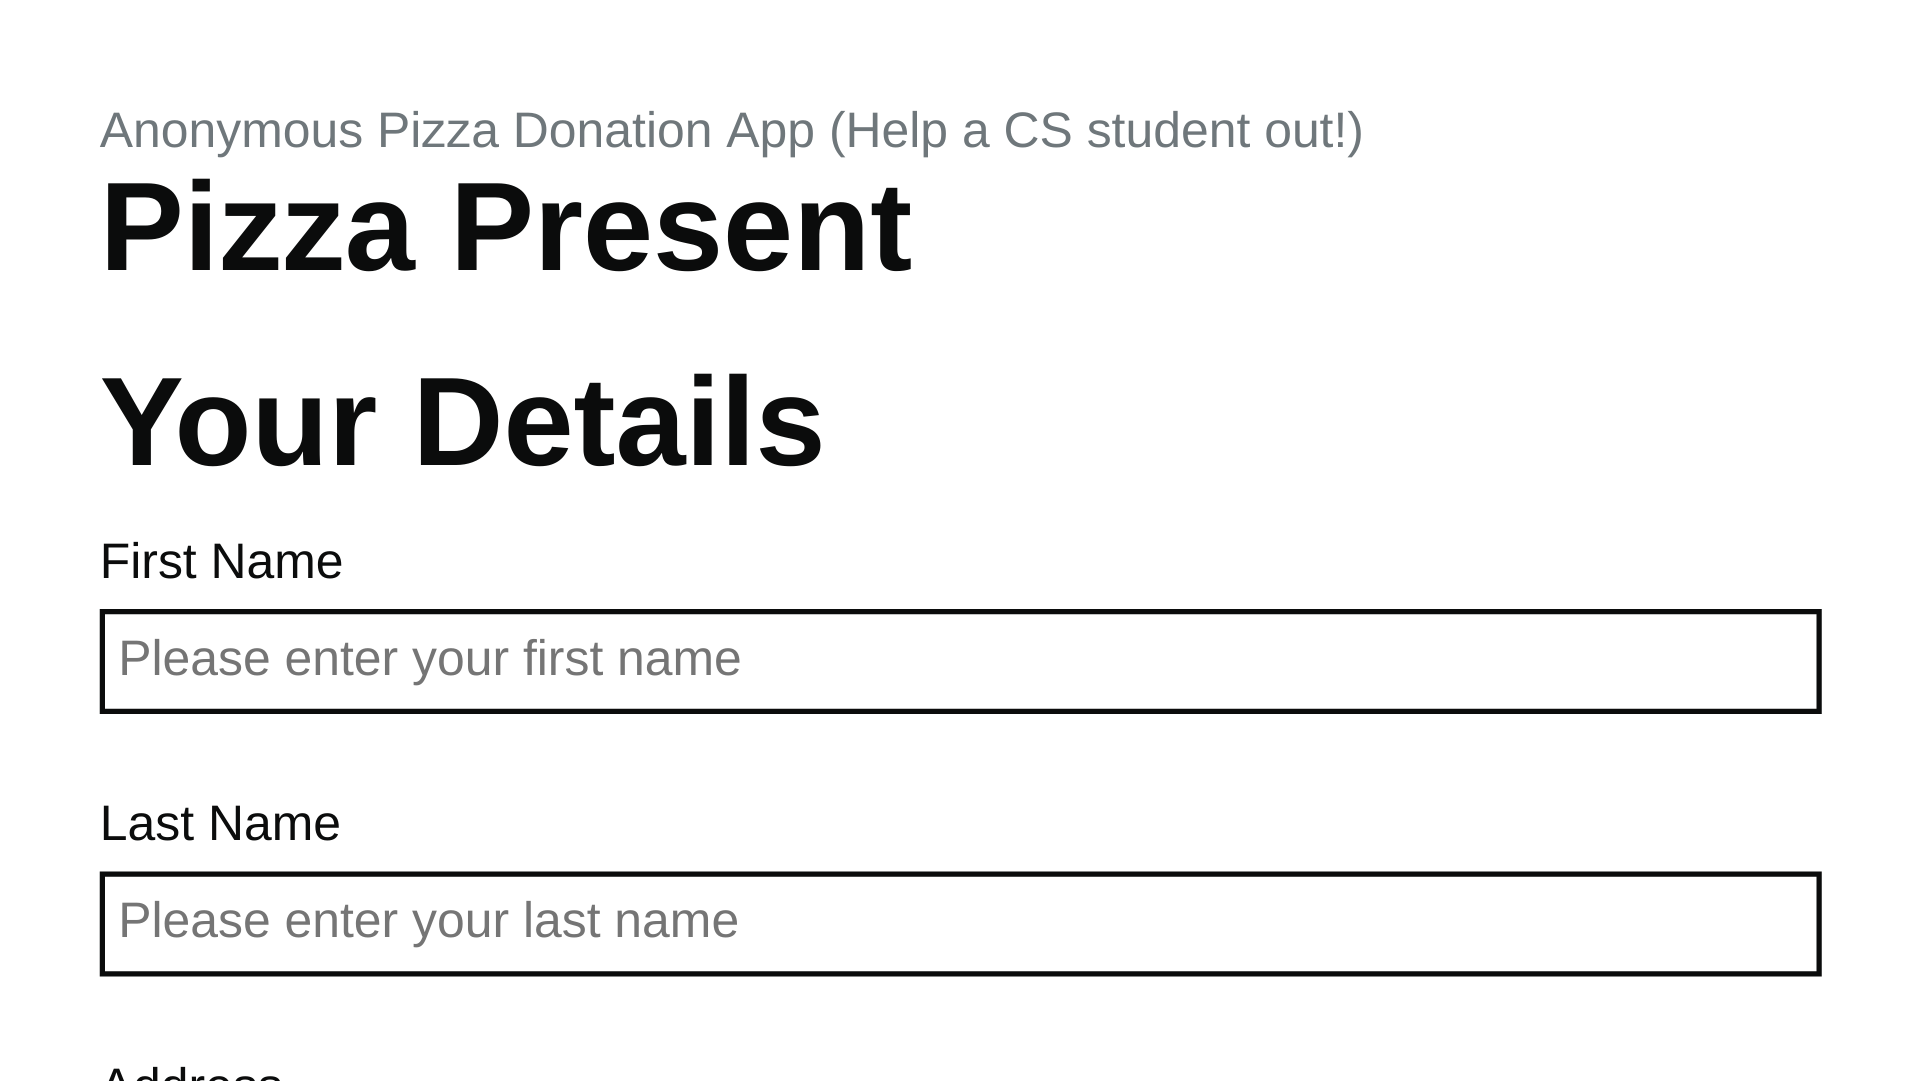 Anonymous Pizza Donation App (Help a CS student out!)
Pizza Present
Your Details
First Name
Please enter your first name
Last Name
Please enter your last name
Address